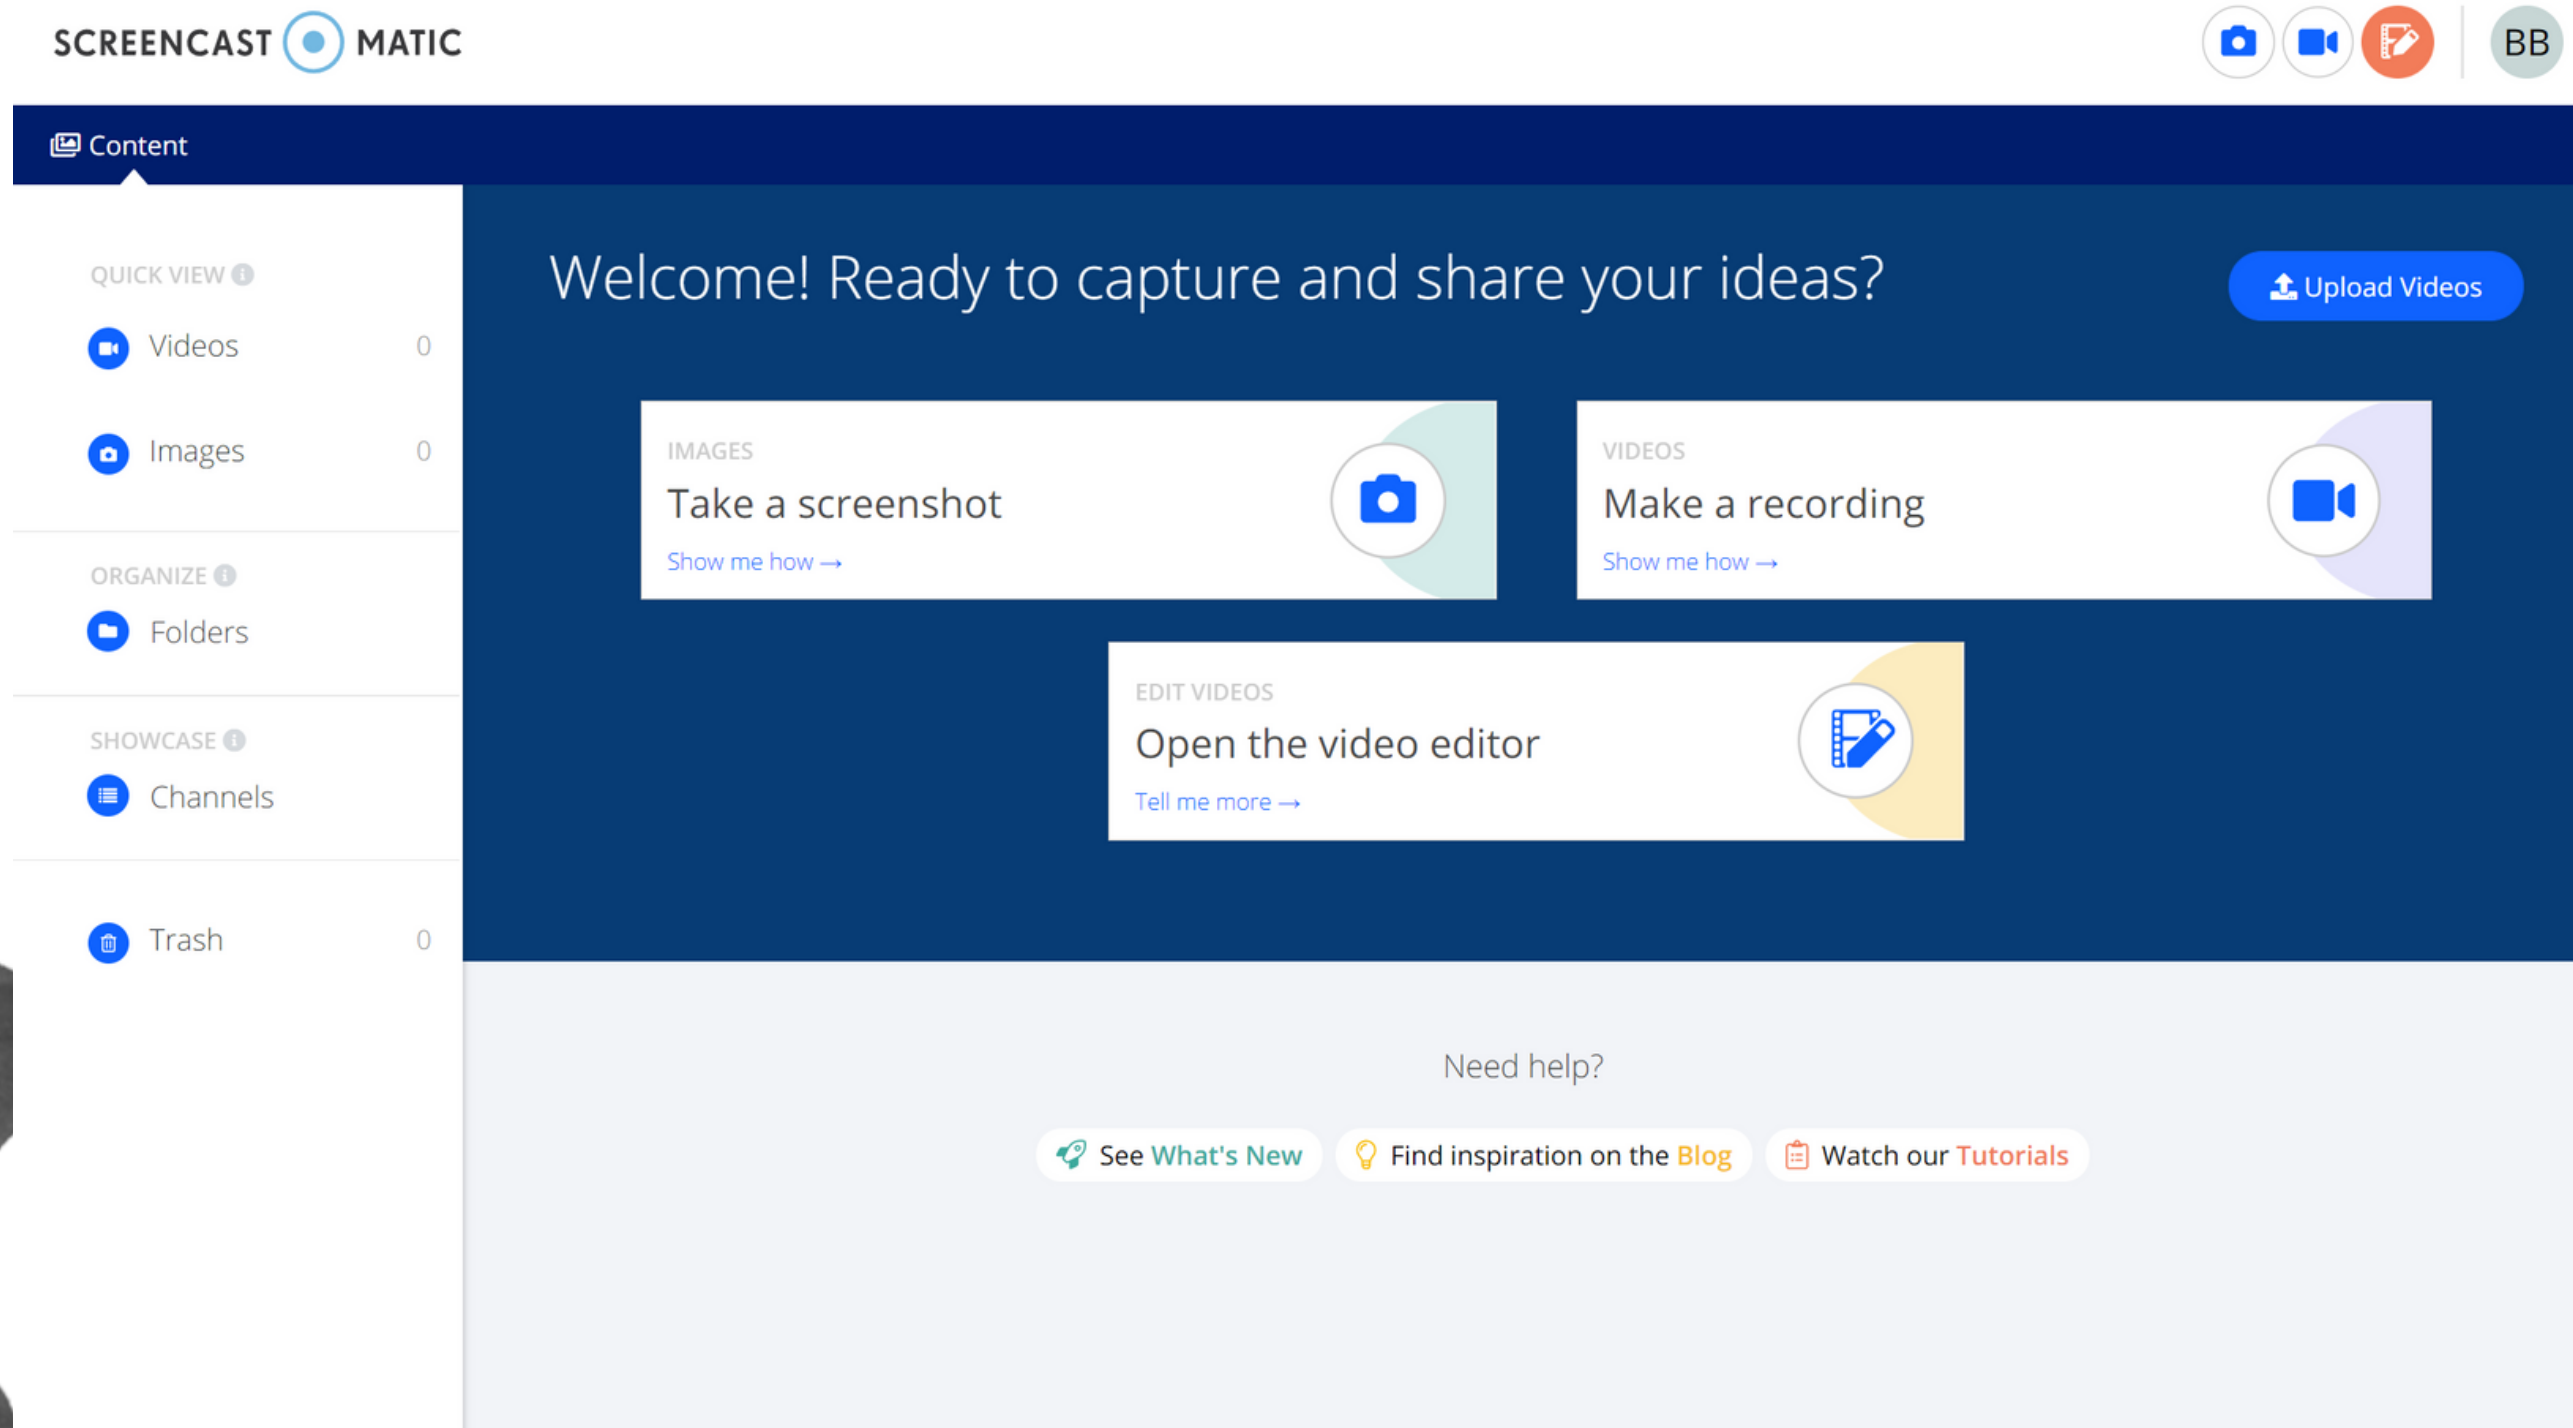 SCREENCAST MATIC
BB
Content
QUICK VIEW
Videos 0
Images 0
ORGANIZE
Folders
SHOWCASE
Channels
Trash 0
Welcome! Ready to capture and share your ideas?
Upload Videos
IMAGES
Take a screenshot
Show me how →
VIDEOS
Make a recording
Show me how →
EDIT VIDEOS
Open the video editor
Tell me more →
Need help?
See What's New
Find inspiration on the Blog
Watch our Tutorials